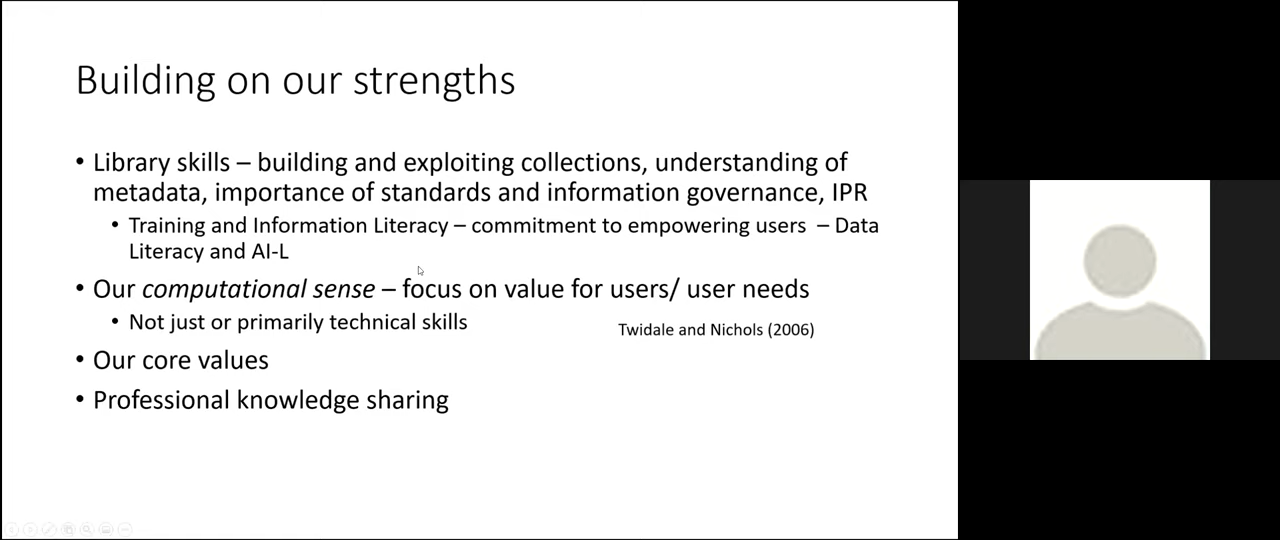 Building on our strengths
• Library skills – building and exploiting collections, understanding of
metadata, importance of standards and information governance, IPR
• Training and Information Literacy – commitment to empowering users – Data
Literacy and AI-L
• Our computational sense – focus on value for users/ user needs
• Not just or primarily technical skills
Twidale and Nichols (2006)
• Our core values
• Professional knowledge sharing